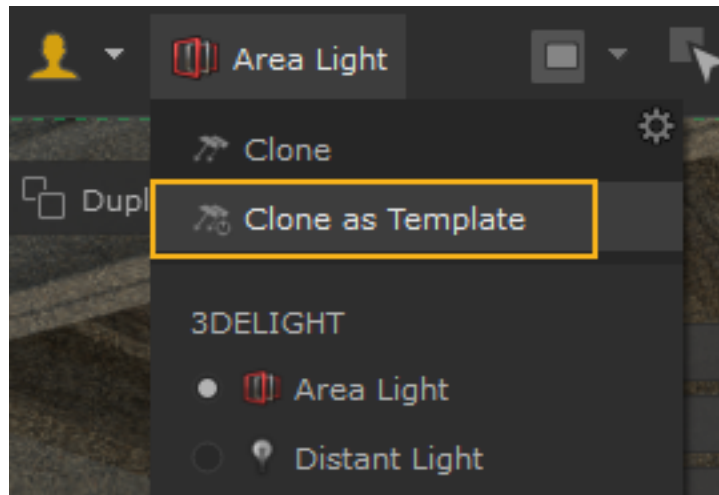 Area Light
Clone
Dupl
Clone as Template
3DELIGHT
Area Light
Distant Light